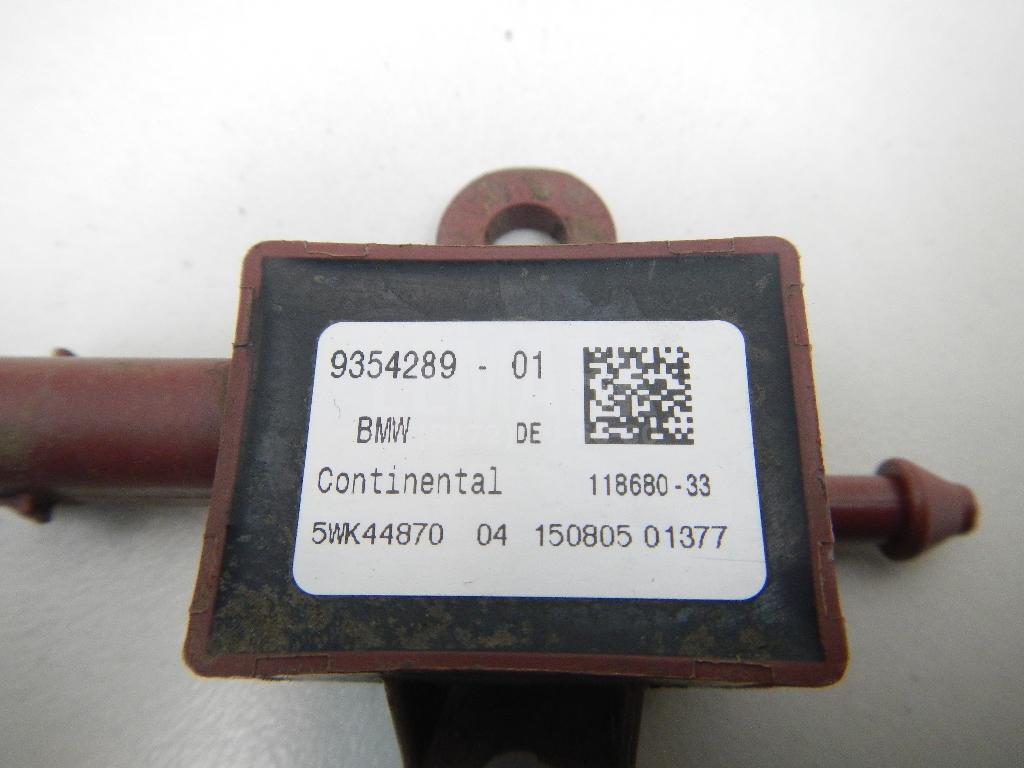 9354289 - 01
BMW DE
Continental 118680-33
5WK44870 04 150805 01377